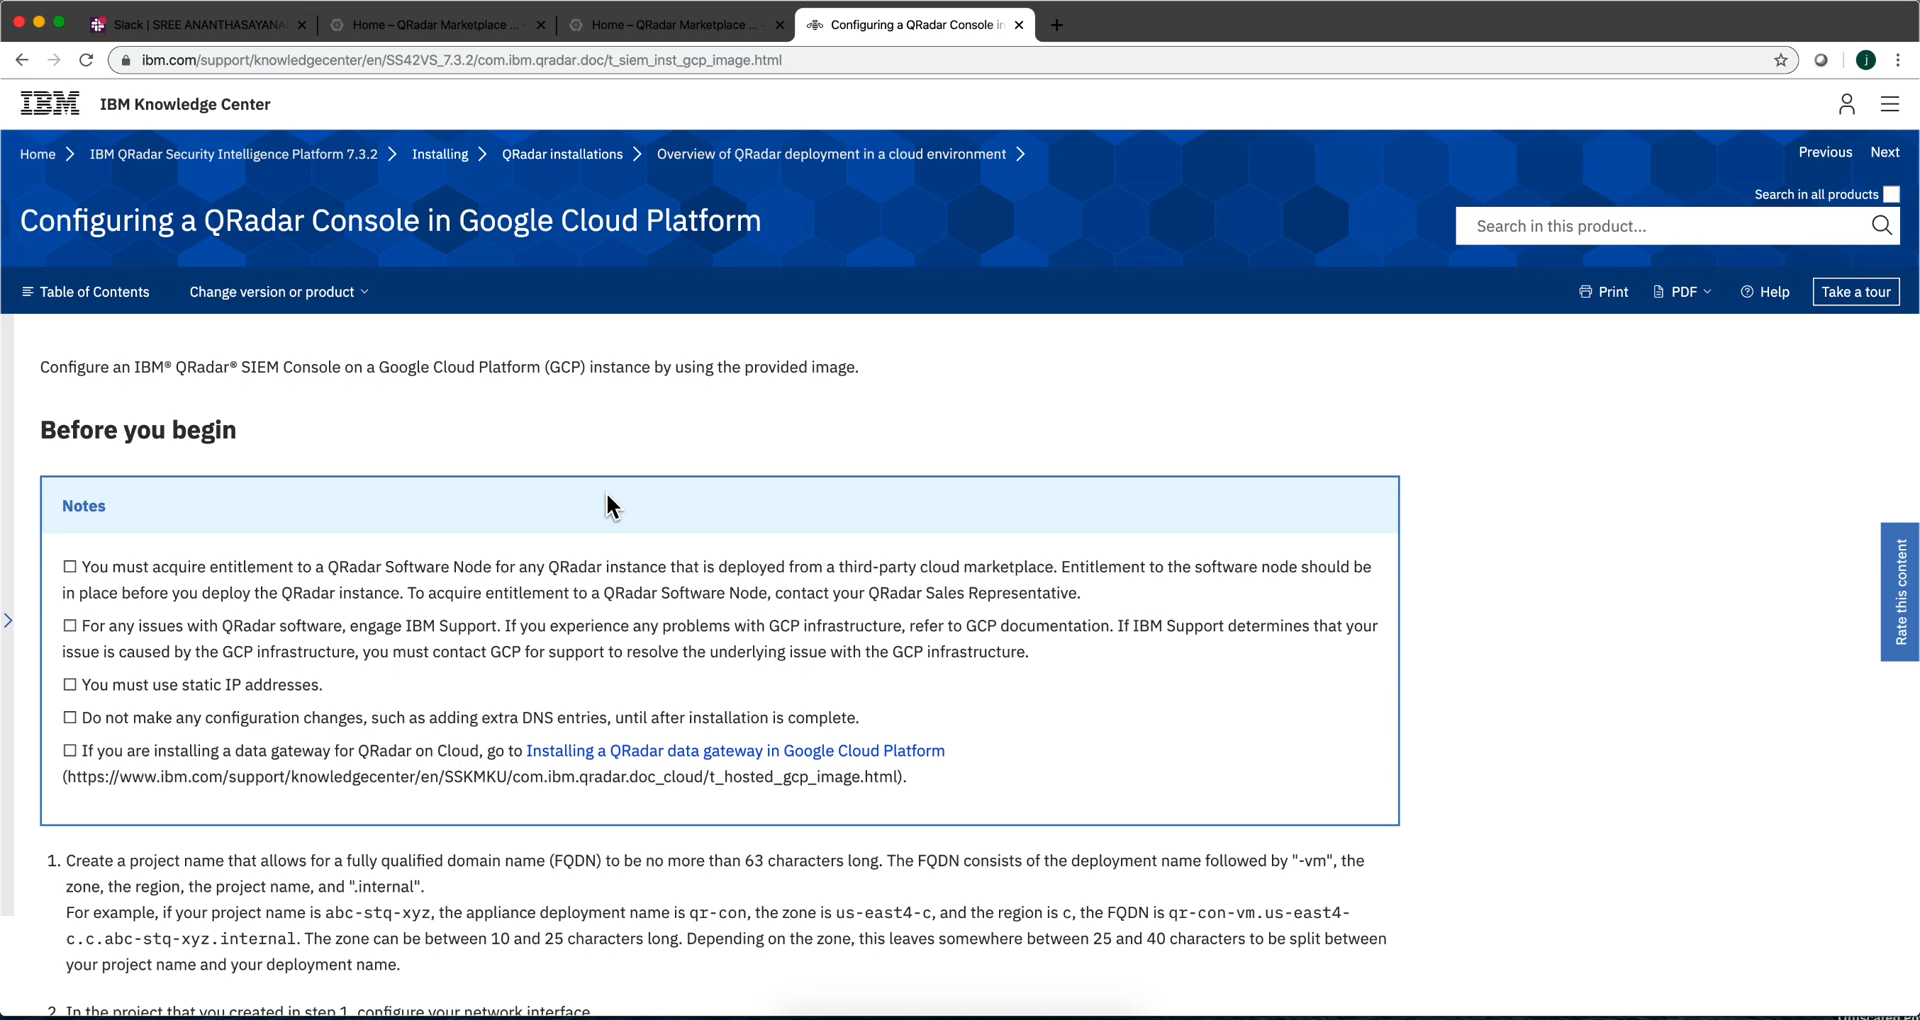 Slack | SREE ANANTHASAYANA
Home – QRadar Marketplace ... –
Home – QRadar Marketplace ... –
Configuring a QRadar Console in
ibm.com/support/knowledgecenter/en/SS42VS_7.3.2/com.ibm.qradar.doc/t_siem_inst_gcp_image.html
j
IBM IBM Knowledge Center
Home > IBM QRadar Security Intelligence Platform 7.3.2 > Installing > QRadar installations > Overview of QRadar deployment in a cloud environment >
Previous Next
Search in all products
Configuring a QRadar Console in Google Cloud Platform
Search in this product...
Table of Contents Change version or product
Print PDF Help Take a tour
Configure an IBM® QRadar® SIEM Console on a Google Cloud Platform (GCP) instance by using the provided image.
Before you begin
Notes
☐ You must acquire entitlement to a QRadar Software Node for any QRadar instance that is deployed from a third-party cloud marketplace. Entitlement to the software node should be
in place before you deploy the QRadar instance. To acquire entitlement to a QRadar Software Node, contact your QRadar Sales Representative.
☐ For any issues with QRadar software, engage IBM Support. If you experience any problems with GCP infrastructure, refer to GCP documentation. If IBM Support determines that your
issue is caused by the GCP infrastructure, you must contact GCP for support to resolve the underlying issue with the GCP infrastructure.
☐ You must use static IP addresses.
☐ Do not make any configuration changes, such as adding extra DNS entries, until after installation is complete.
☐ If you are installing a data gateway for QRadar on Cloud, go to Installing a QRadar data gateway in Google Cloud Platform
(https://www.ibm.com/support/knowledgecenter/en/SSKMKU/com.ibm.qradar.doc_cloud/t_hosted_gcp_image.html).
Rate this content
1. Create a project name that allows for a fully qualified domain name (FQDN) to be no more than 63 characters long. The FQDN consists of the deployment name followed by "-vm", the
zone, the region, the project name, and ".internal".
For example, if your project name is abc-stq-xyz, the appliance deployment name is qr-con, the zone is us-east4-c, and the region is c, the FQDN is qr-con-vm.us-east4-
c.c.abc-stq-xyz.internal. The zone can be between 10 and 25 characters long. Depending on the zone, this leaves somewhere between 25 and 40 characters to be split between
your project name and your deployment name.
2. In the project that you created in step 1, configure your network interface.